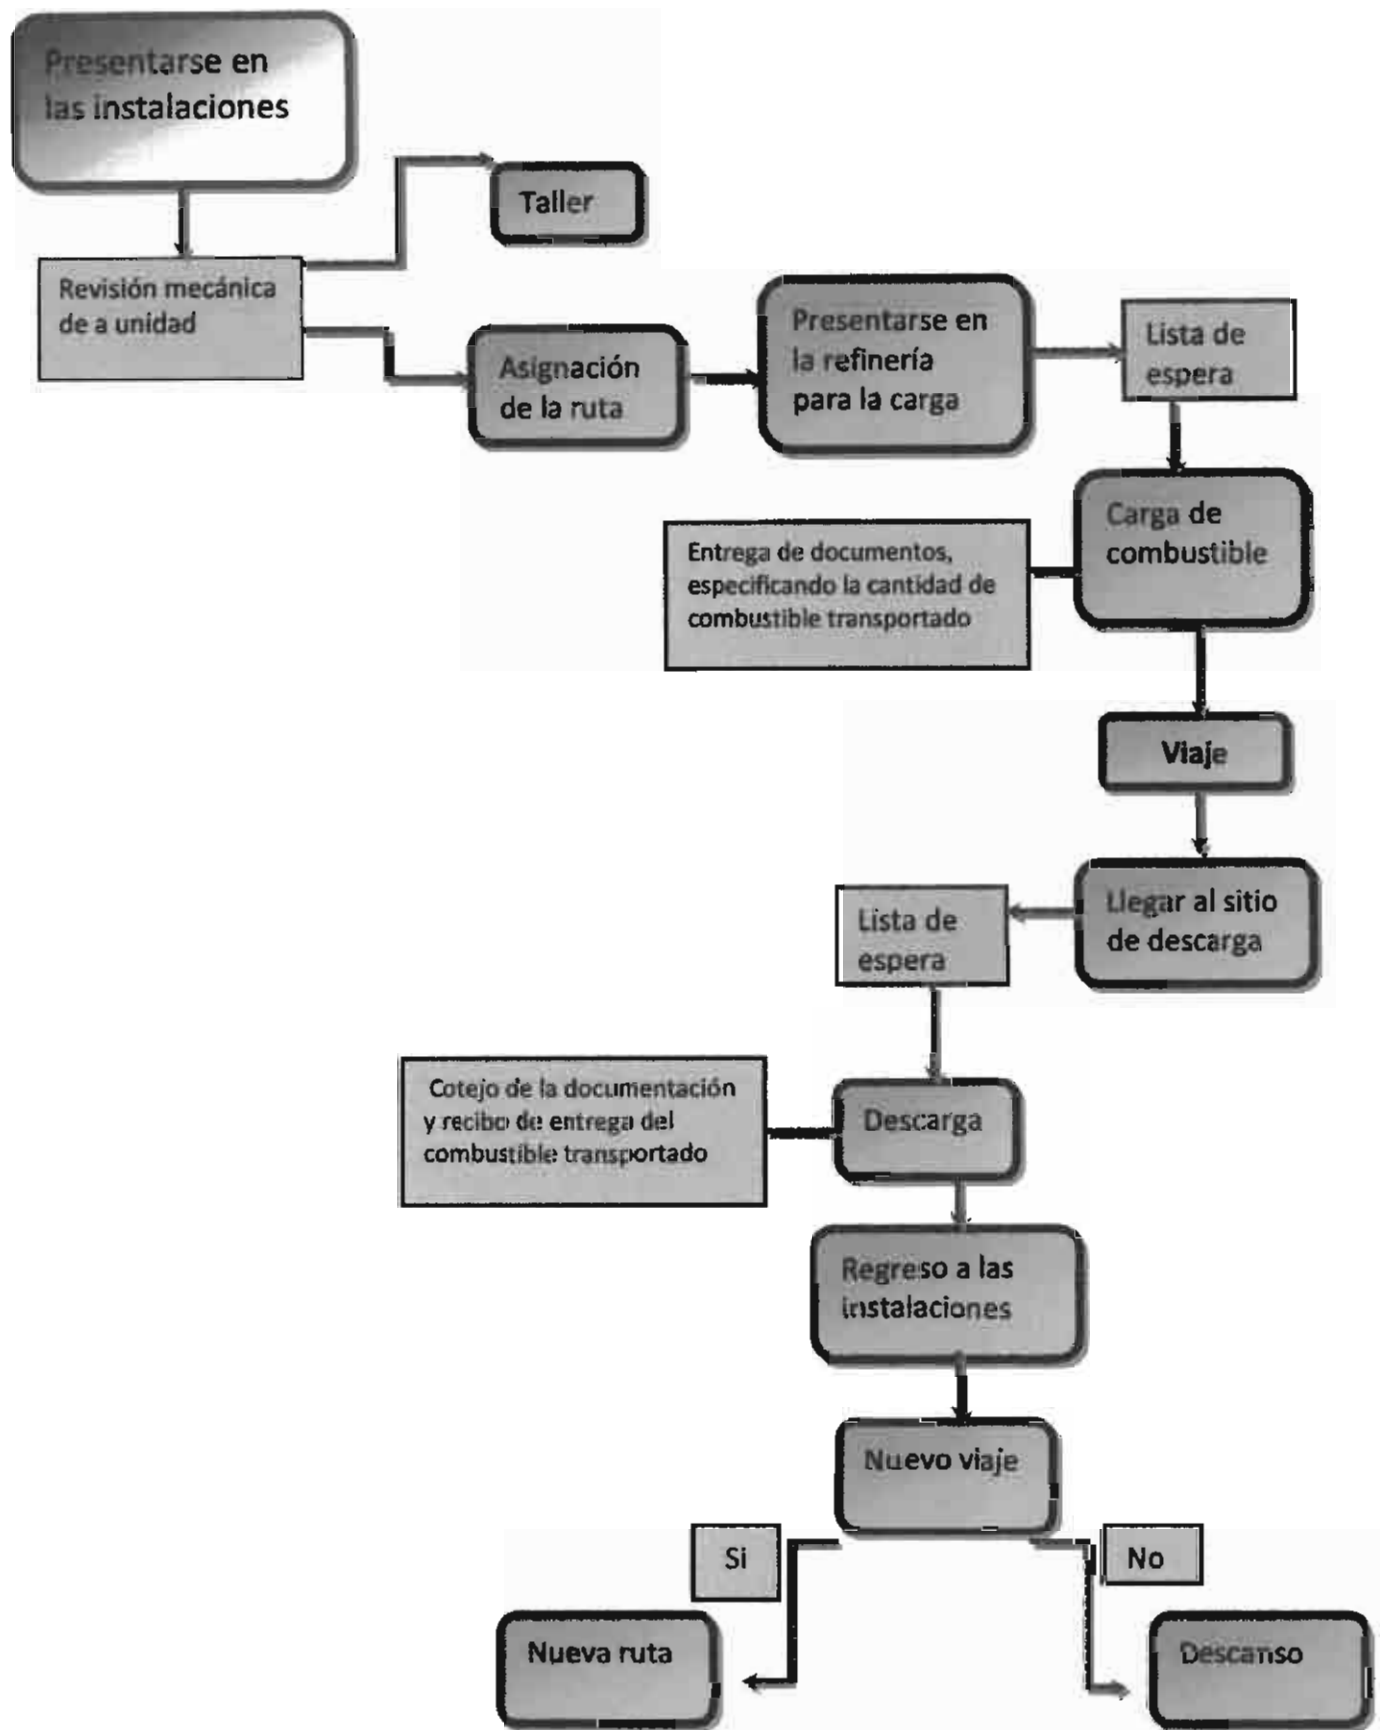 Presentarse en
las instalaciones
Taller
Revisión mecánica
de a unidad
Asignación
de la ruta
Presentarse en
la refinería
para la carga
Lista de
espera
Carga de
combustible
Entrega de documentos,
especificando la cantidad de
combustible transportado
Viaje
Llegar al sitio
de descarga
Lista de
espera
Cotejo de la documentación
y recibo de entrega del
combustible transportado
Descarga
Regreso a las
instalaciones
Nuevo viaje
Si
No
Nueva ruta
Descanso